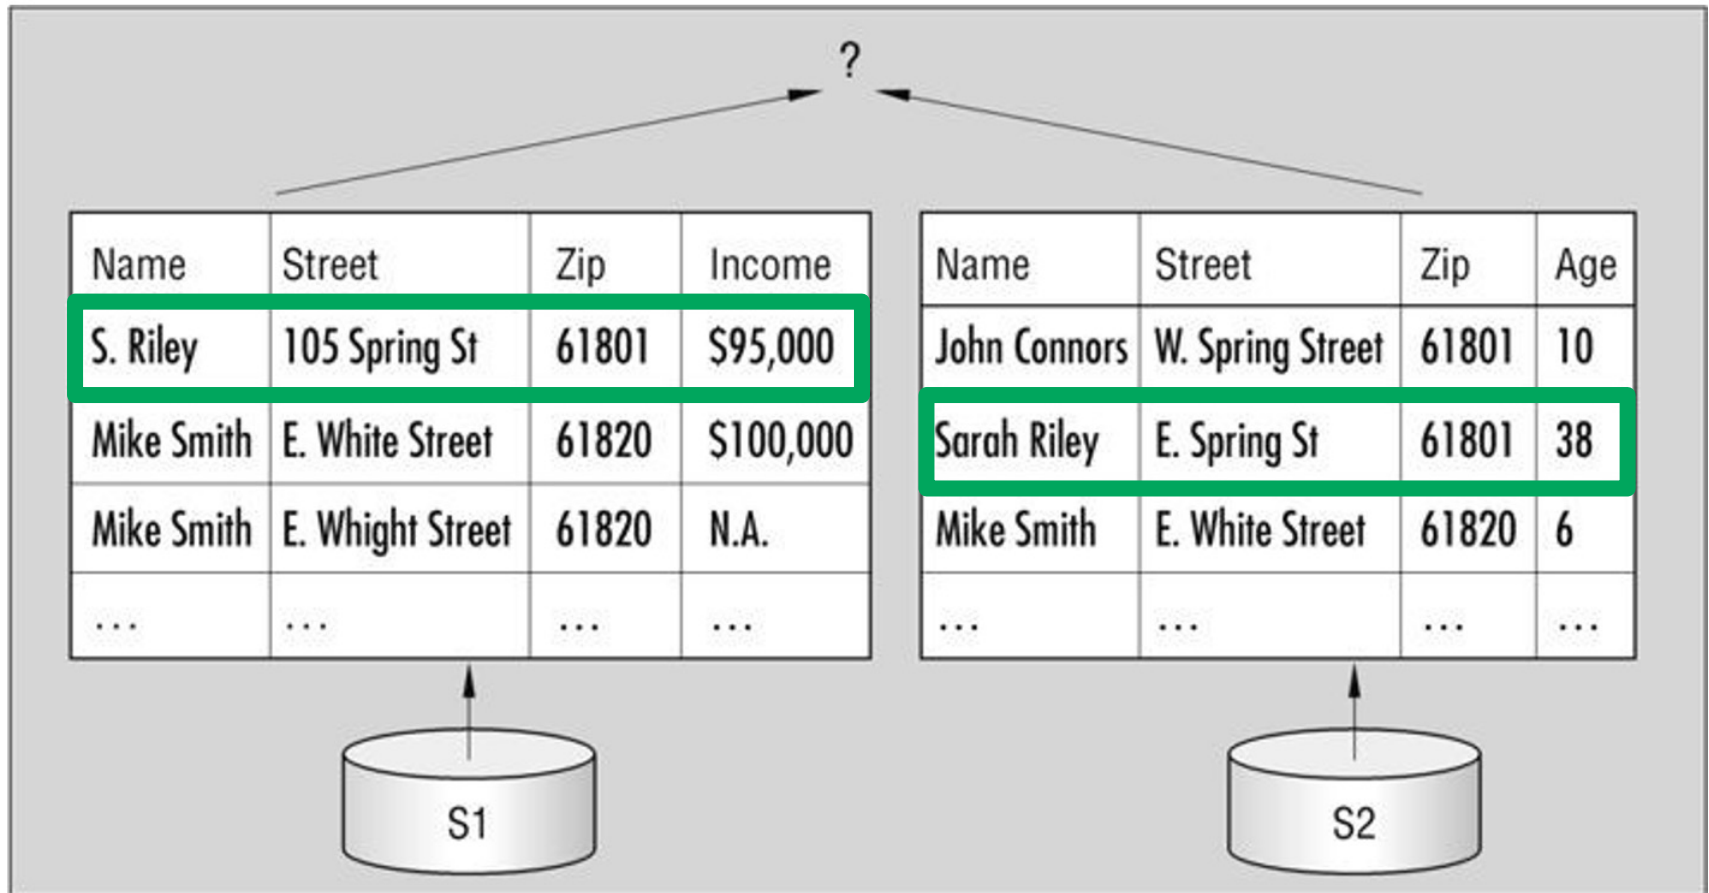 ?
Name Street Zip Income
S. Riley 105 Spring St 61801 $95,000
Mike Smith E. White Street 61820 $100,000
Mike Smith E. Whight Street 61820 N.A.
... ... ... ...
Name Street Zip Age
John Connors W. Spring Street 61801 10
Sarah Riley E. Spring St 61801 38
Mike Smith E. White Street 61820 6
... ... ... ...
S1
S2